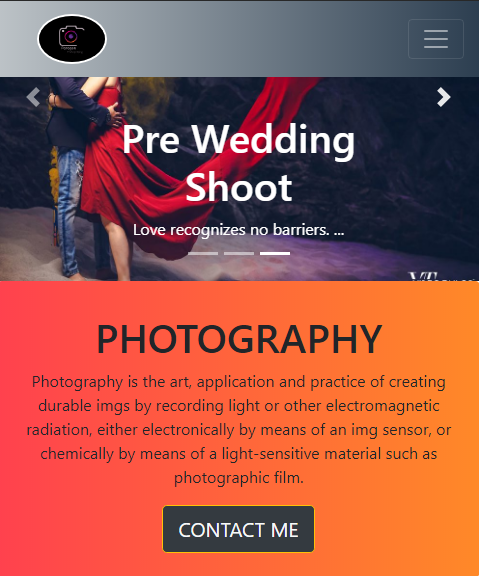 Pre Wedding
Shoot
Love recognizes no barriers. ...
PHOTOGRAPHY
Photography is the art, application and practice of creating
durable imgs by recording light or other electromagnetic
radiation, either electronically by means of an img sensor, or
chemically by means of a light-sensitive material such as
photographic film.
CONTACT ME